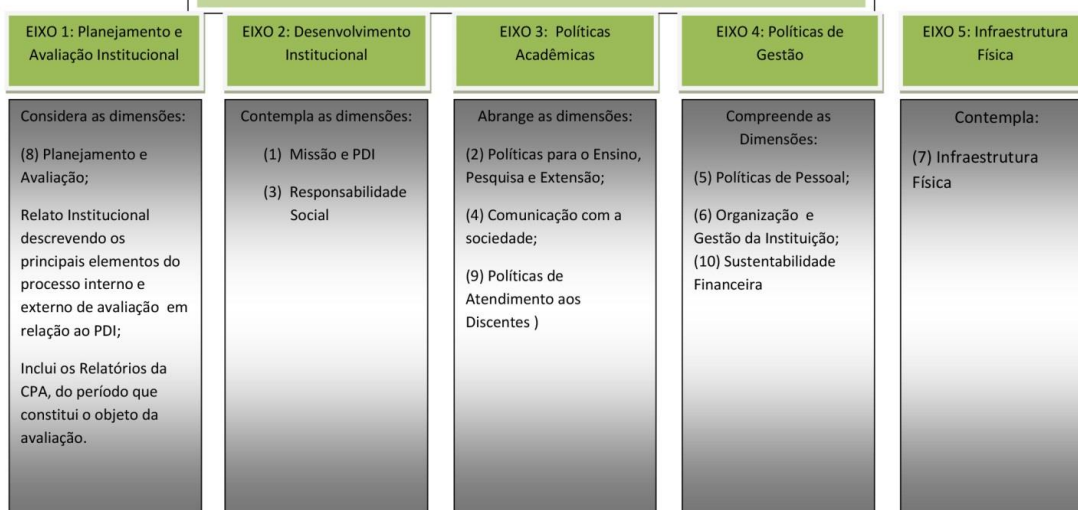 EIXO 1: Planejamento e
Avaliação Institucional
Considera as dimensões:
(8) Planejamento e
Avaliação;
Relato Institucional
descrevendo os
principais elementos do
processo interno e
externo de avaliação em
relação ao PDI;
Inclui os Relatórios da
CPA, do período que
constitui o objeto da
avaliação.
EIXO 2: Desenvolvimento
Institucional
Contempla as dimensões:
(1) Missão e PDI
(3) Responsabilidade
Social
EIXO 3: Políticas
Acadêmicas
Abrange as dimensões:
(2) Políticas para o Ensino,
Pesquisa e Extensão;
(4) Comunicação com a
sociedade;
(9) Políticas de
Atendimento aos
Discentes )
EIXO 4: Políticas de
Gestão
Compreende as
Dimensões:
(5) Políticas de Pessoal;
(6) Organização e
Gestão da Instituição;
(10) Sustentabilidade
Financeira
EIXO 5: Infraestrutura
Física
Contempla:
(7) Infraestrutura
Física